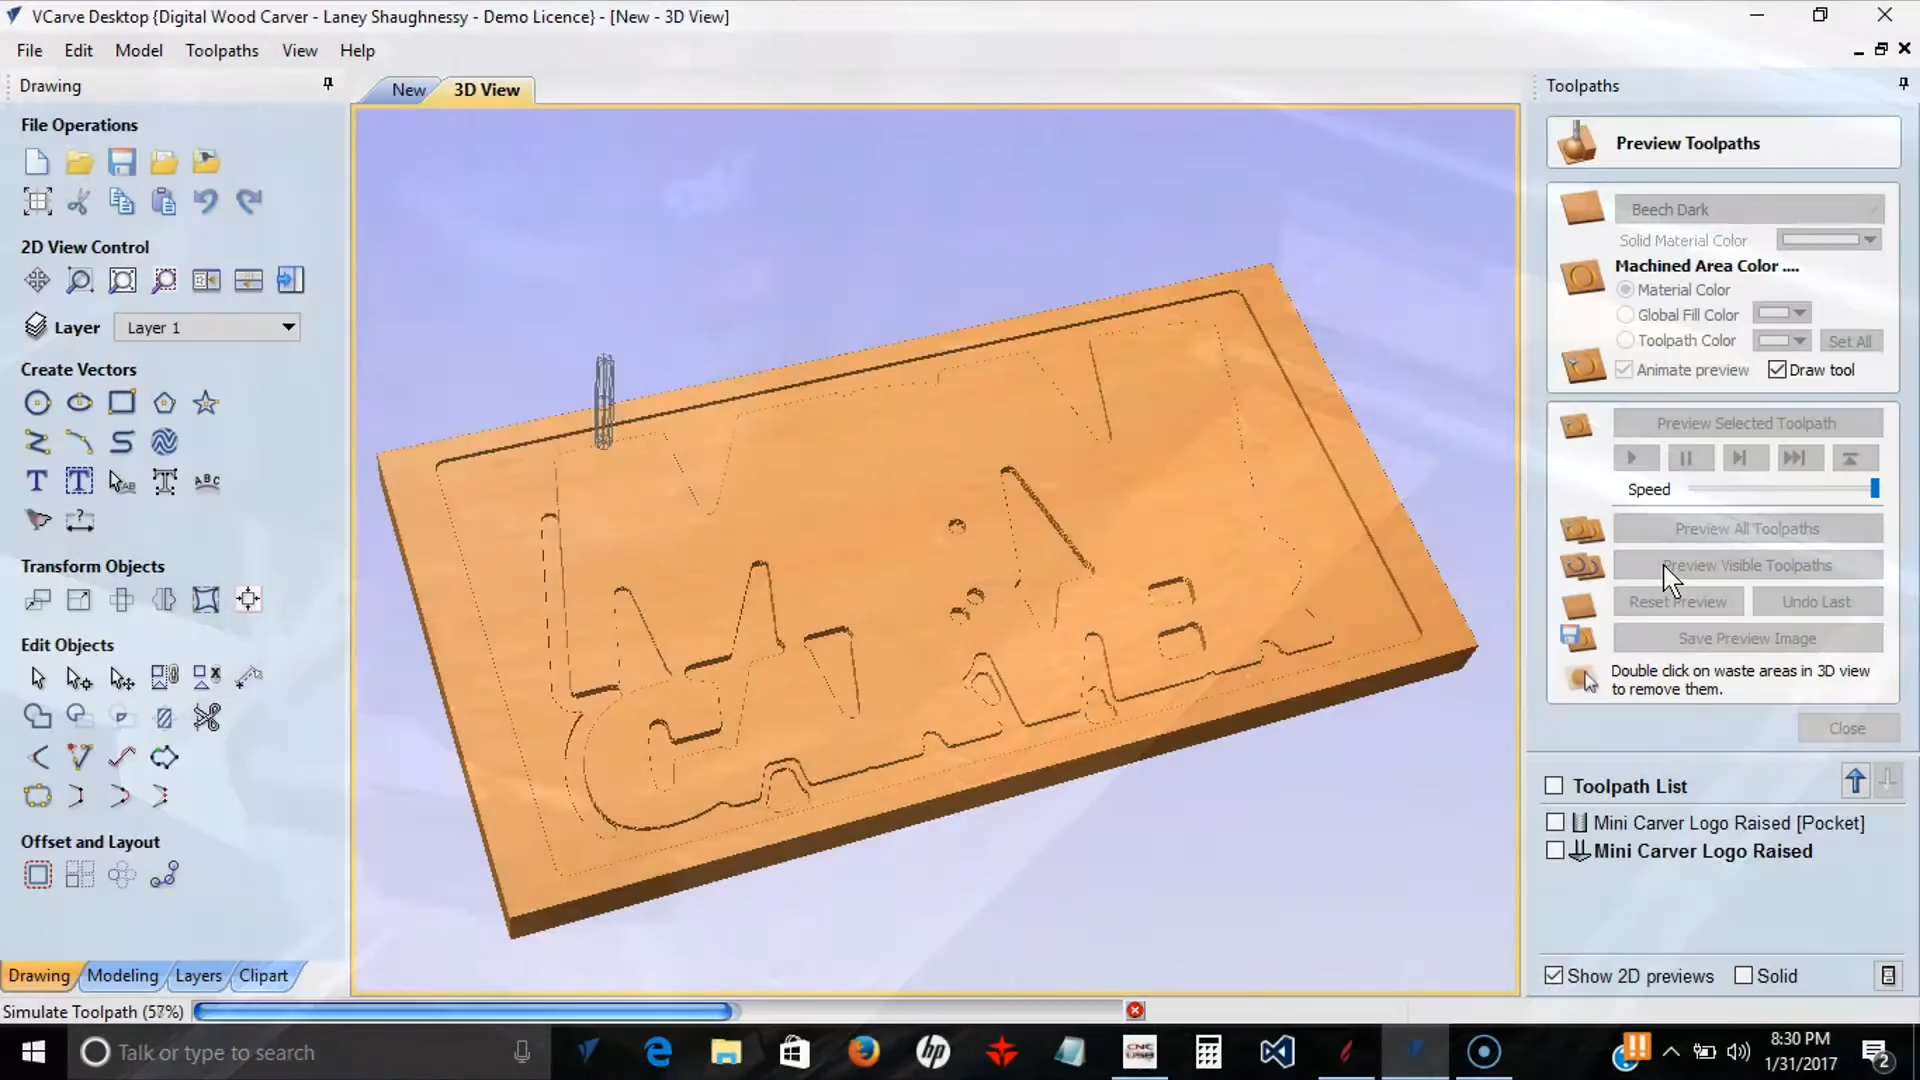 VCarve Desktop {Digital Wood Carver - Laney Shaughnessy - Demo Licence} - [New - 3D View]
File Edit Model Toolpaths View Help
Drawing
File Operations
2D View Control
Layer Layer 1
Create Vectors
Transform Objects
Edit Objects
Offset and Layout
Drawing Modeling Layers Clipart
Simulate Toolpath (57%)
New 3D View
Toolpaths
Preview Toolpaths
Beech Dark
Solid Material Color
Machined Area Color ....
Material Color
Global Fill Color
Toolpath Color Set All
Animate preview Draw tool
Preview Selected Toolpath
Speed
Preview All Toolpaths
Preview Visible Toolpaths
Reset Preview Undo Last
Save Preview Image
Double click on waste areas in 3D view
to remove them.
Close
Toolpath List
Mini Carver Logo Raised [Pocket]
Mini Carver Logo Raised
Show 2D previews Solid
Talk or type to search
hp
CNC
USB
8:30 PM
1/31/2017
2